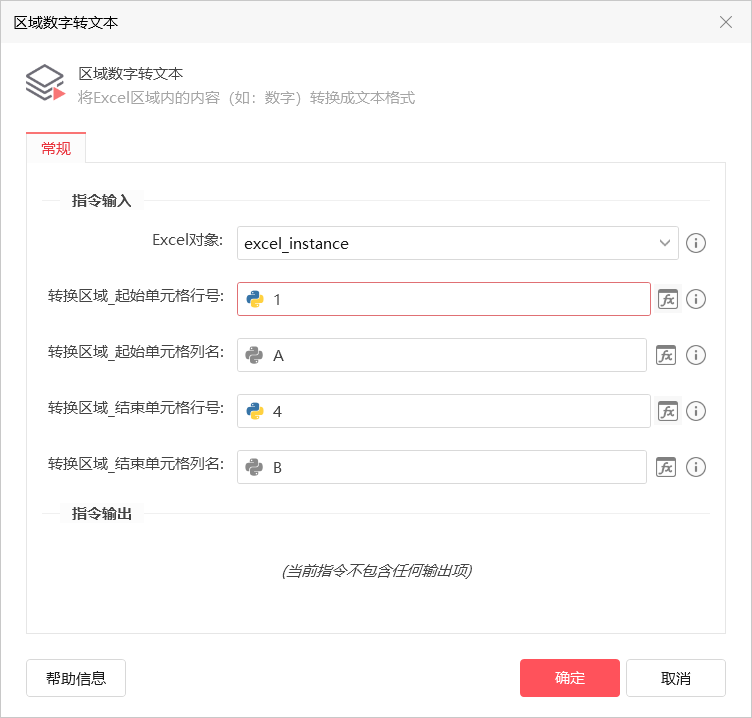 区域数字转文本
区域数字转文本
将Excel区域内的内容（如：数字）转换成文本格式
常规
指令输入
Excel对象:
excel_instance
转换区域_起始单元格行号:
1
转换区域_起始单元格列名:
A
转换区域_结束单元格行号:
4
转换区域_结束单元格列名:
B
指令输出
(当前指令不包含任何输出项)
帮助信息
确定
取消